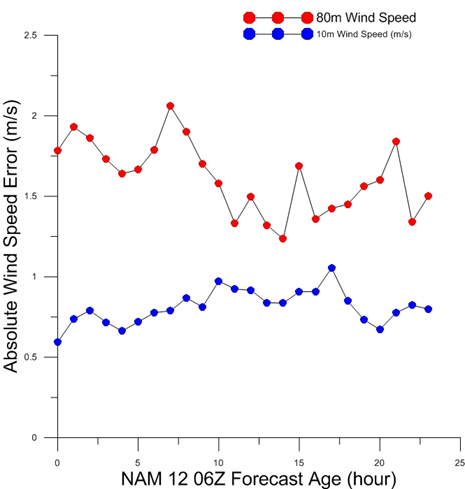 80m Wind Speed
10m Wind Speed (m/s)
2.5
2
1.5
1
0.5
0
Absolute Wind Speed Error (m/s)
0 5 10 15 20 25
NAM 12 06Z Forecast Age (hour)